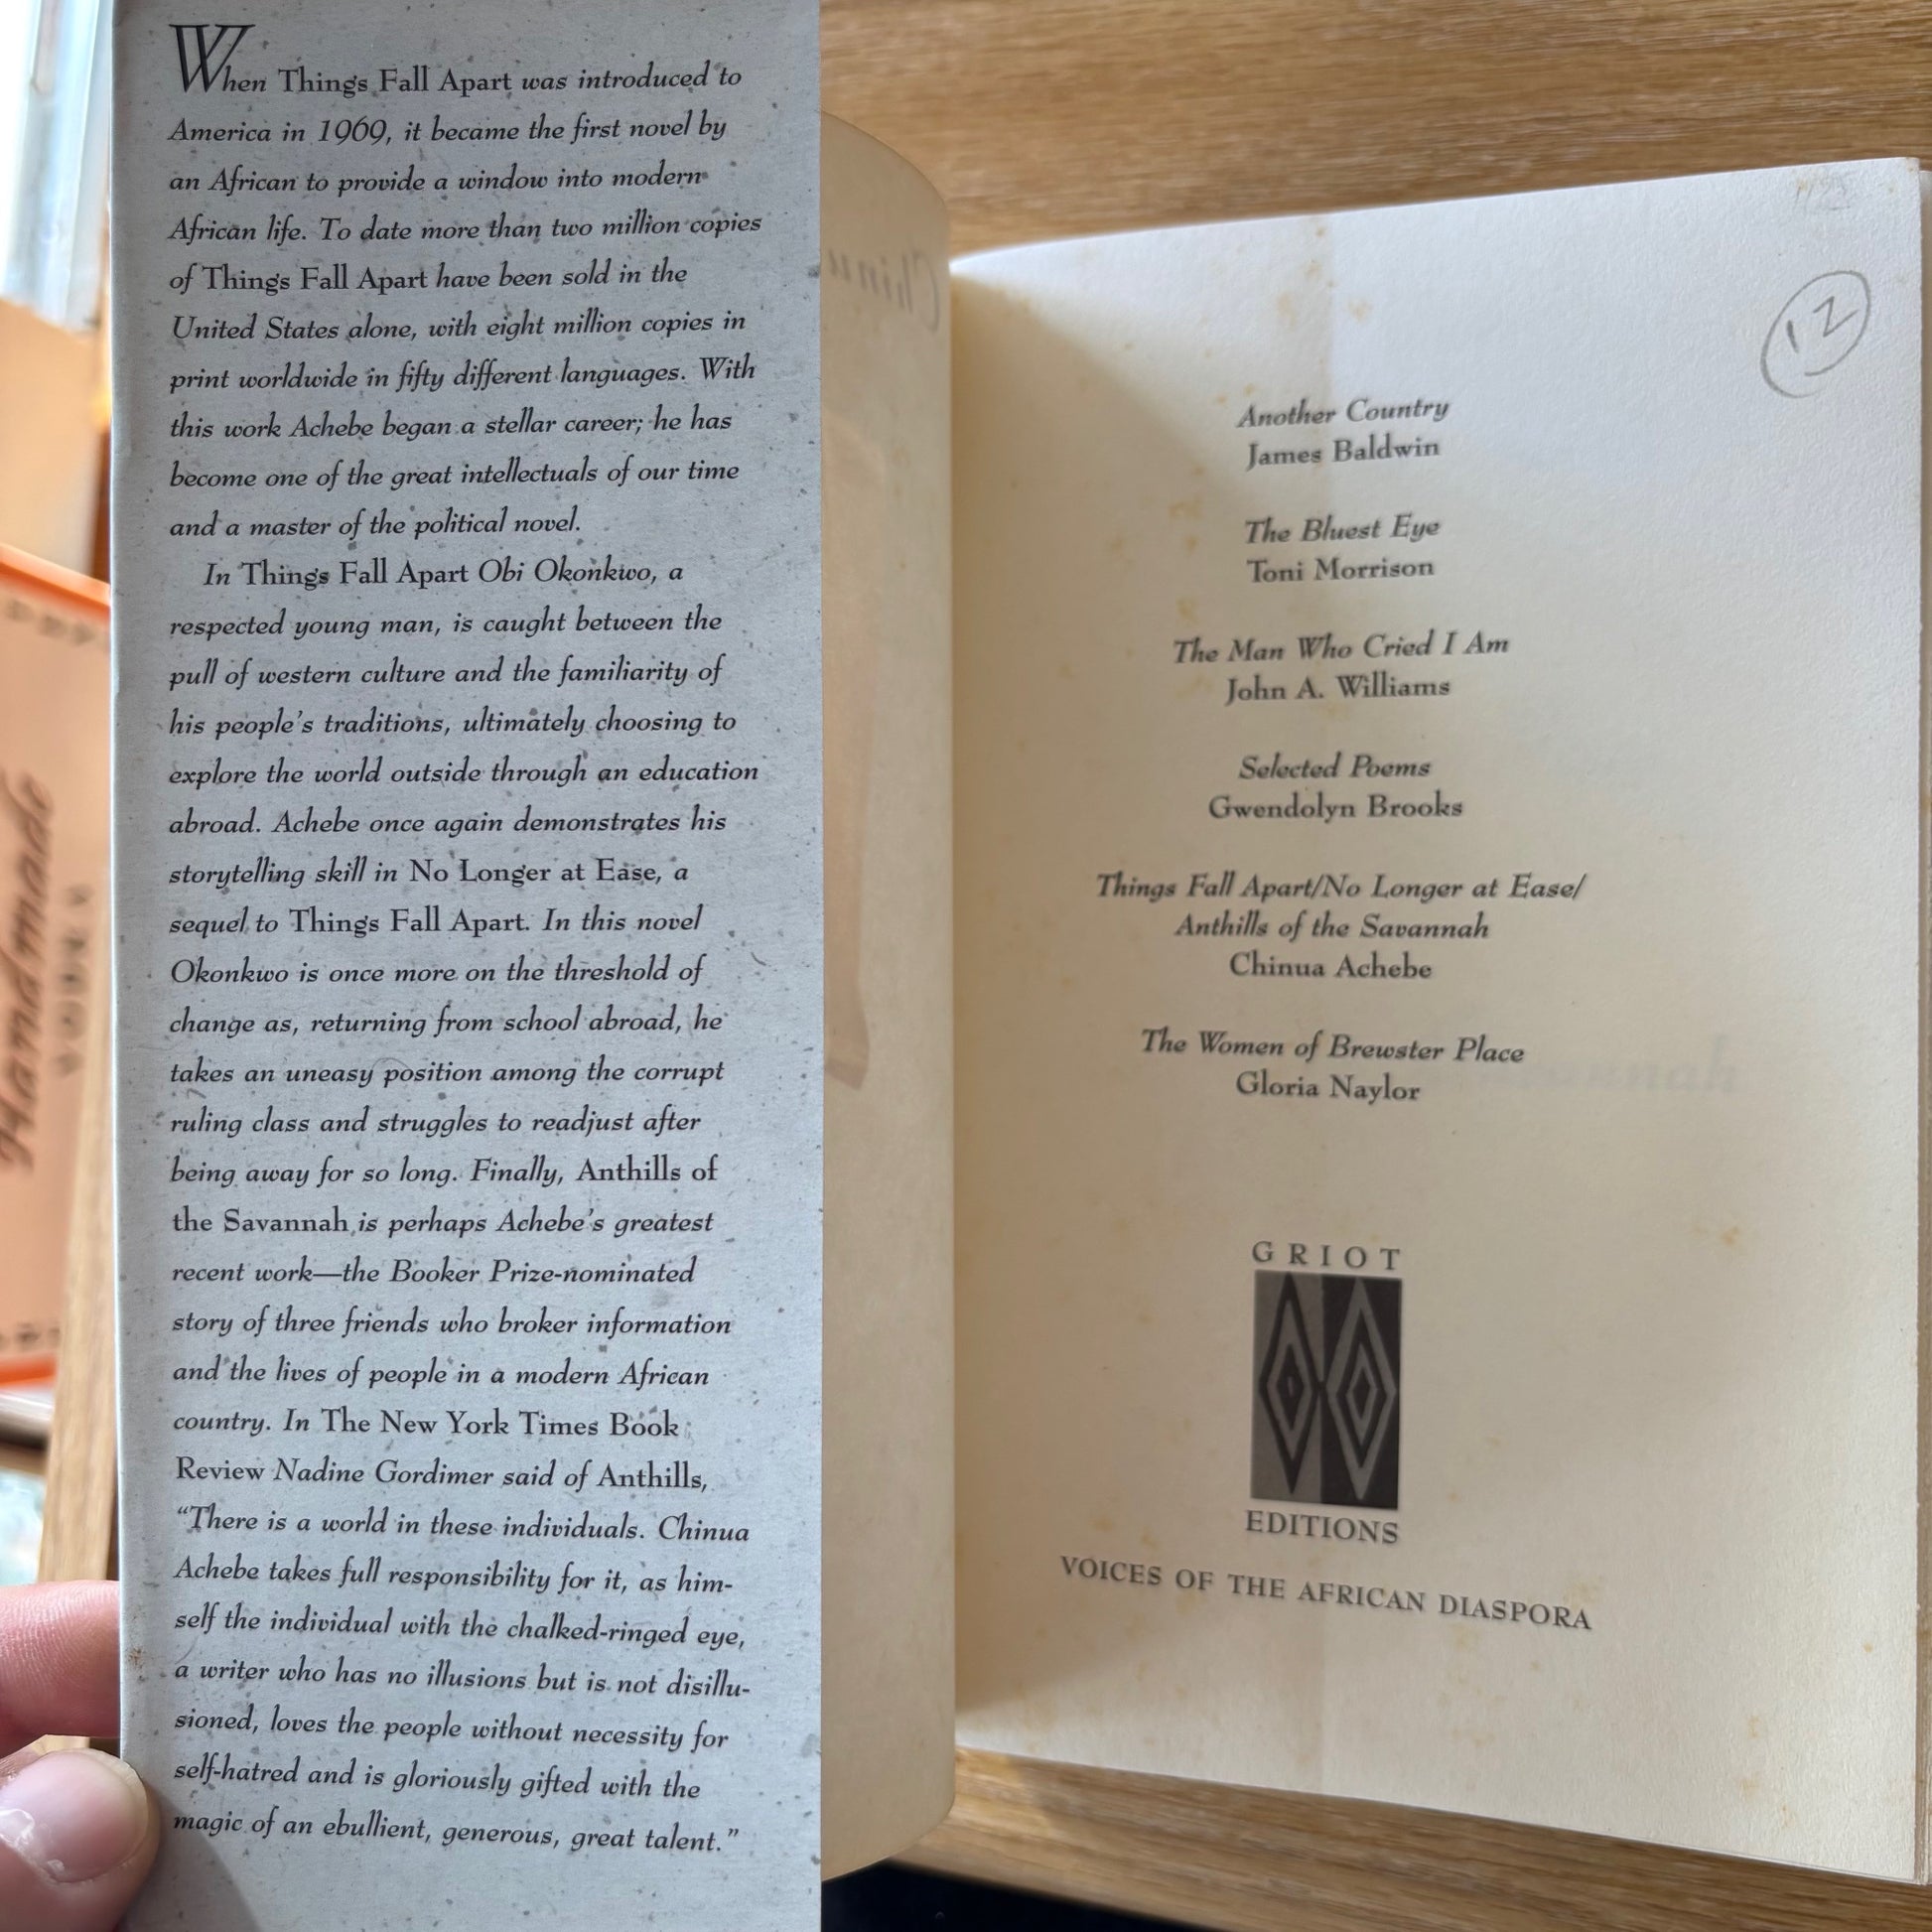 When Things Fall Apart was introduced to
America in 1969, it became the first novel by
an African to provide a window into modern
African life. To date more than two million copies
of Things Fall Apart have been sold in the
United States alone, with eight million copies in
print worldwide in fifty different languages. With
this work Achebe began a stellar career; he has
become one of the great intellectuals of our time
and a master of the political novel.
In Things Fall Apart Obi Okonkwo, a
respected young man, is caught between the
pull of western culture and the familiarity of
his people's traditions, ultimately choosing to
explore the world outside through an education
abroad. Achebe once again demonstrates his
storytelling skill in No Longer at Ease, a
sequel to Things Fall Apart. In this novel
Okonkwo is once more on the threshold of
change as, returning from school abroad, he
takes an uneasy position among the corrupt
ruling class and struggles to readjust after
being away for so long. Finally, Anthills of
the Savannah is perhaps Achebe's greatest
recent work—the Booker Prize-nominated
story of three friends who broker information
and the lives of people in a modern African
country. In The New York Times Book
Review Nadine Gordimer said of Anthills,
“There is a world in these individuals. Chinua
Achebe takes full responsibility for it, as him-
self the individual with the chalked-ringed eye,
a writer who has no illusions but is not disillu-
sioned, loves the people without necessity for
self-hatred and is gloriously gifted with the
magic of an ebullient, generous, great talent.”
handmade
12
Another Country
James Baldwin
The Bluest Eye
Toni Morrison
The Man Who Cried I Am
John A. Williams
Selected Poems
Gwendolyn Brooks
Things Fall Apart/No Longer at Ease/
Anthills of the Savannah
Chinua Achebe
The Women of Brewster Place
Gloria Naylor
GRIOT
EDITIONS
VOICES OF THE AFRICAN DIASPORA